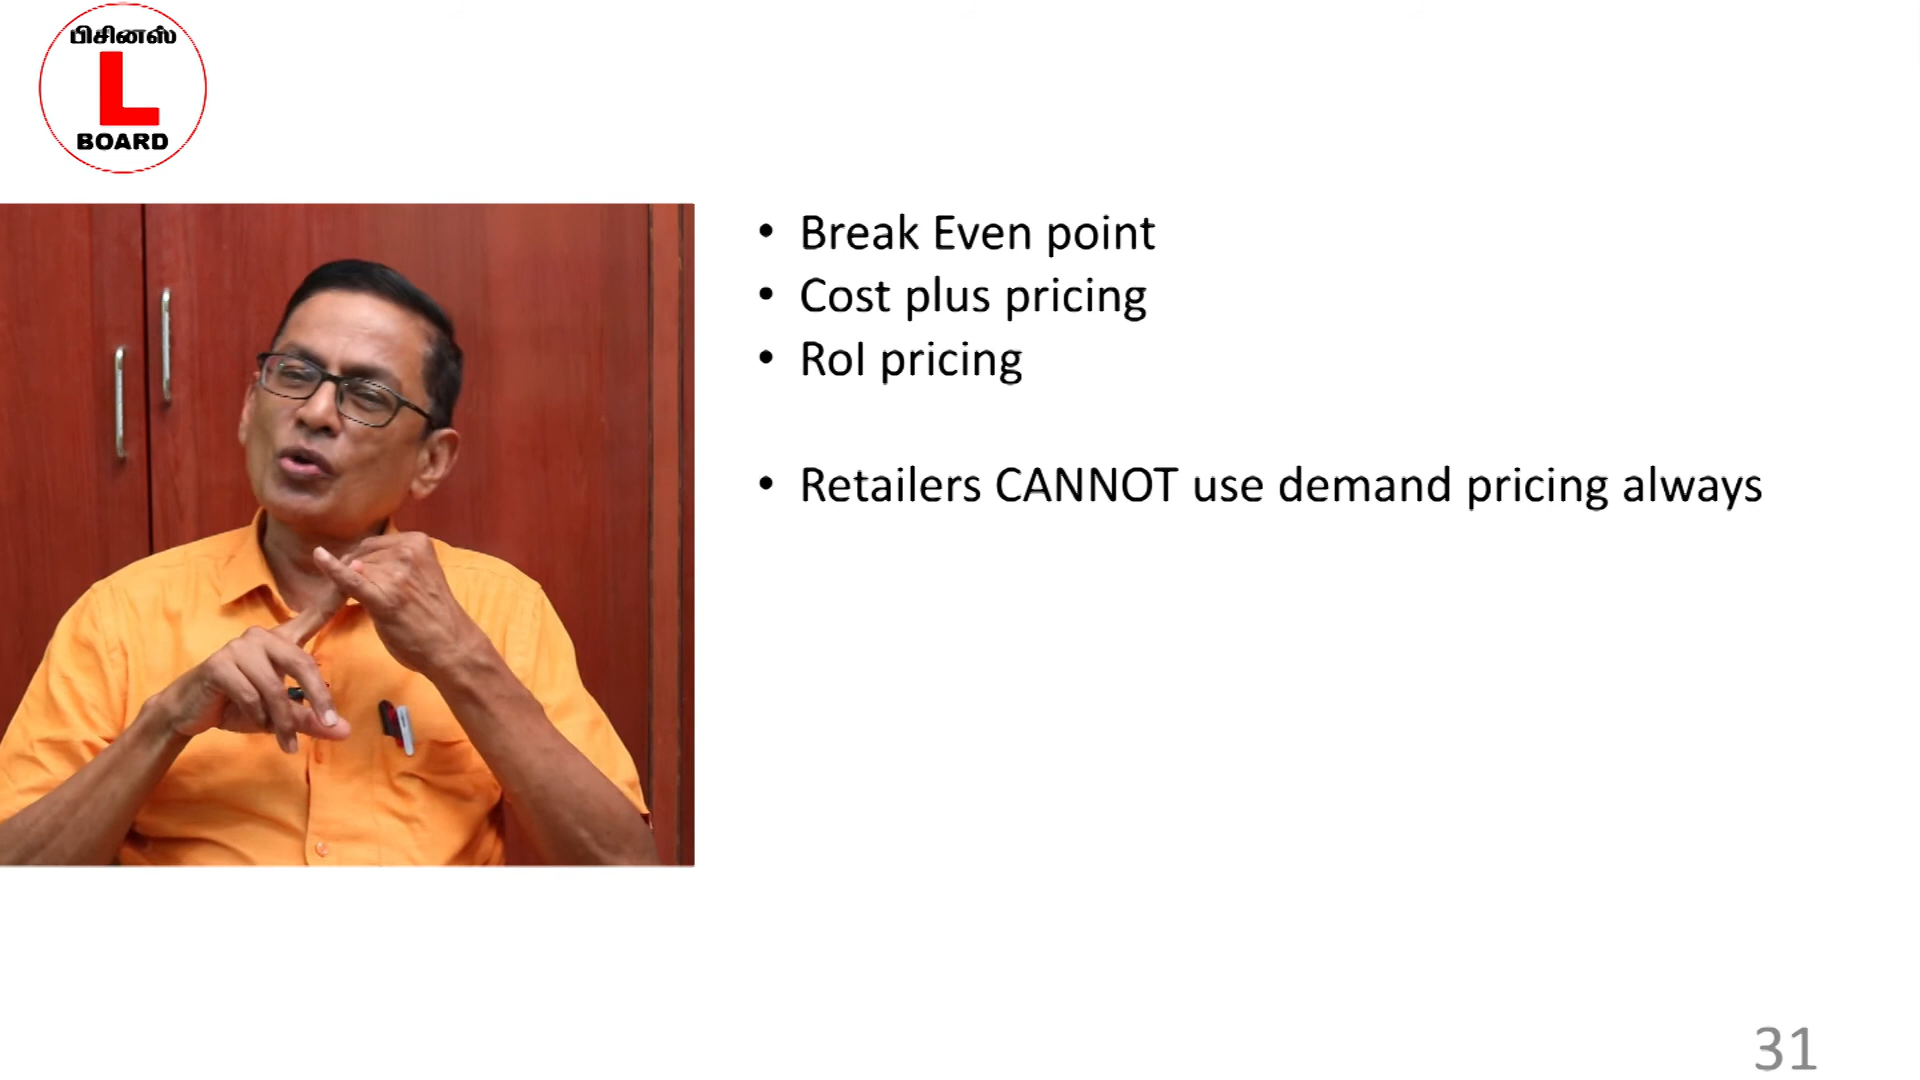 பிசினஸ்
L
BOARD
• Break Even point
• Cost plus pricing
• RoI pricing
• Retailers CANNOT use demand pricing always
31